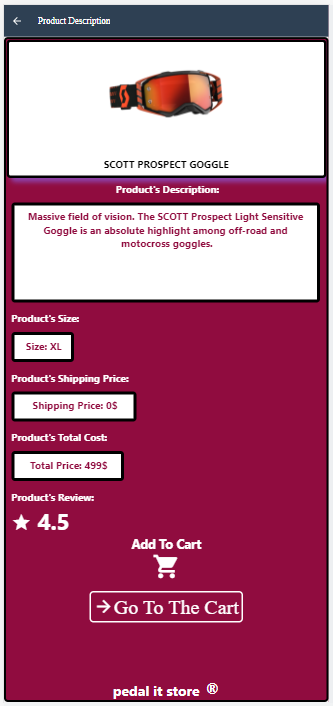 Product Description
SCOTT PROSPECT GOGGLE
Product's Description:
Massive field of vision. The SCOTT Prospect Light Sensitive
Goggle is an absolute highlight among off-road and
motocross goggles.
Product's Size:
Size: XL
Product's Shipping Price:
Shipping Price: 0$
Product's Total Cost:
Total Price: 499$
Product's Review:
4.5
Add To Cart
Go To The Cart
pedal it store ®